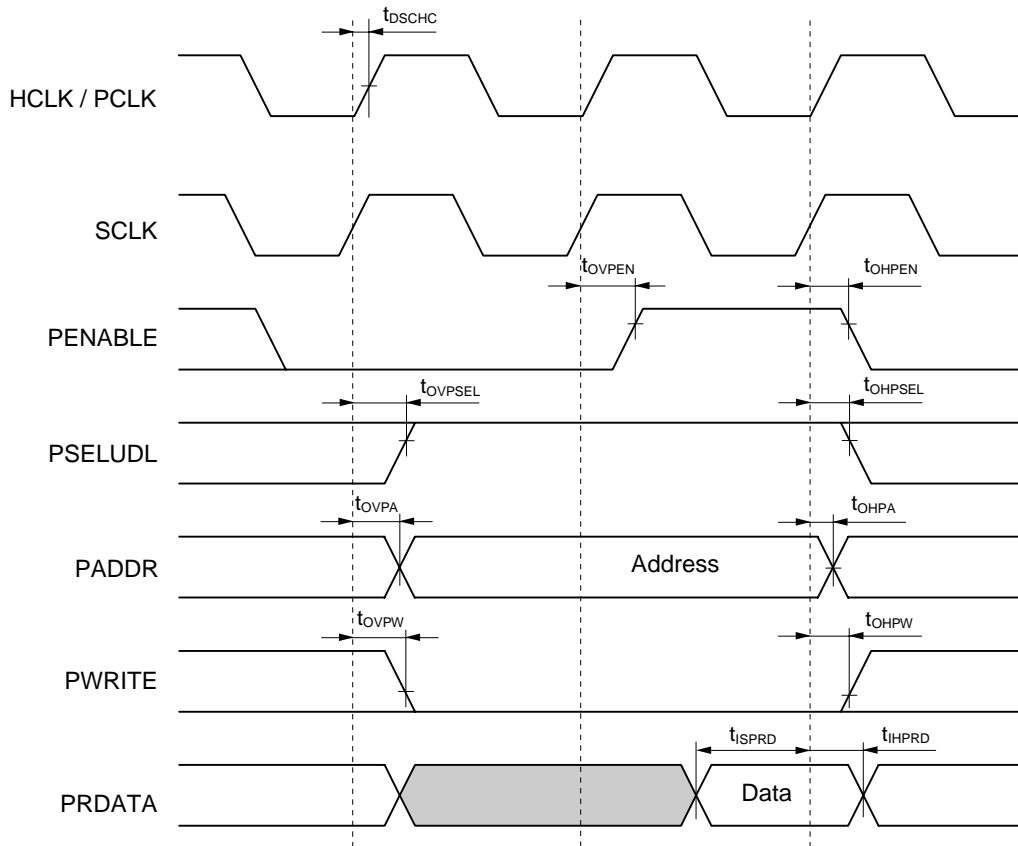 tDSCHC
HCLK / PCLK
SCLK
tOVPEN
tOHPEN
PENABLE
tOVPSEL
tOHPSEL
PSELUDL
tOVPA
tOHPA
PADDR
Address
tOVPW
tOHPW
PWRITE
tISPRD
tIHPRD
PRDATA
Data